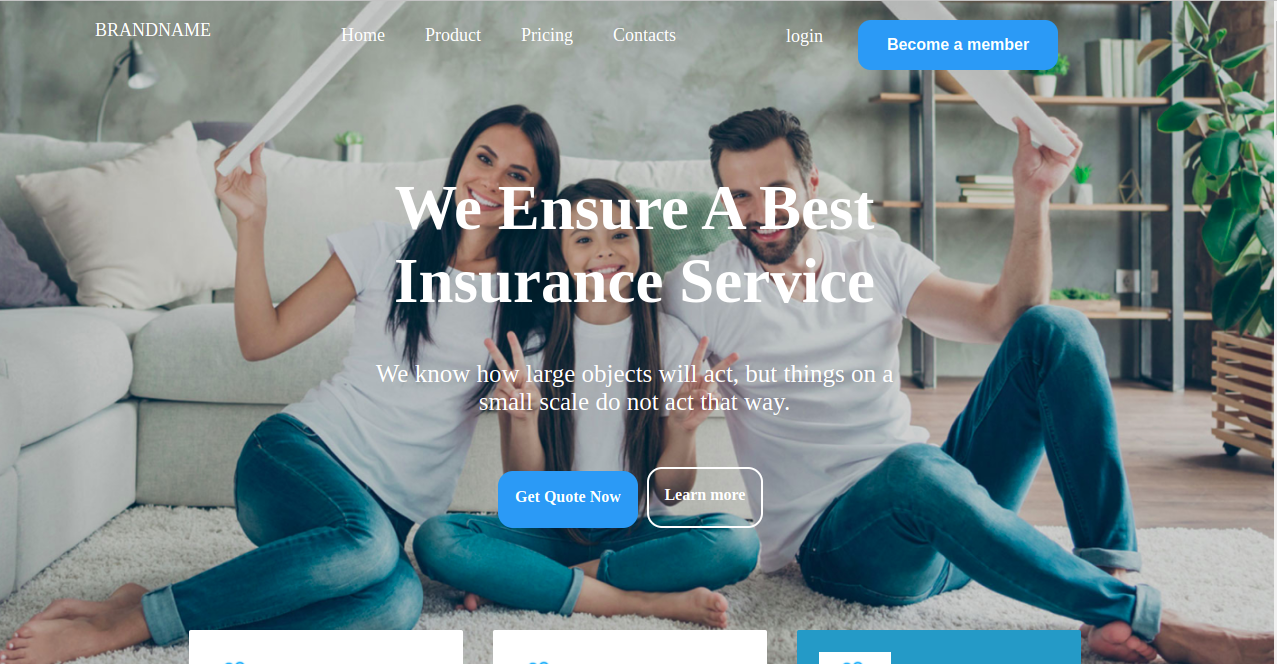 BRANDNAME
Home Product Pricing Contacts login Become a member
We Ensure A Best
Insurance Service
We know how large objects will act, but things on a
small scale do not act that way.
Get Quote Now Learn more